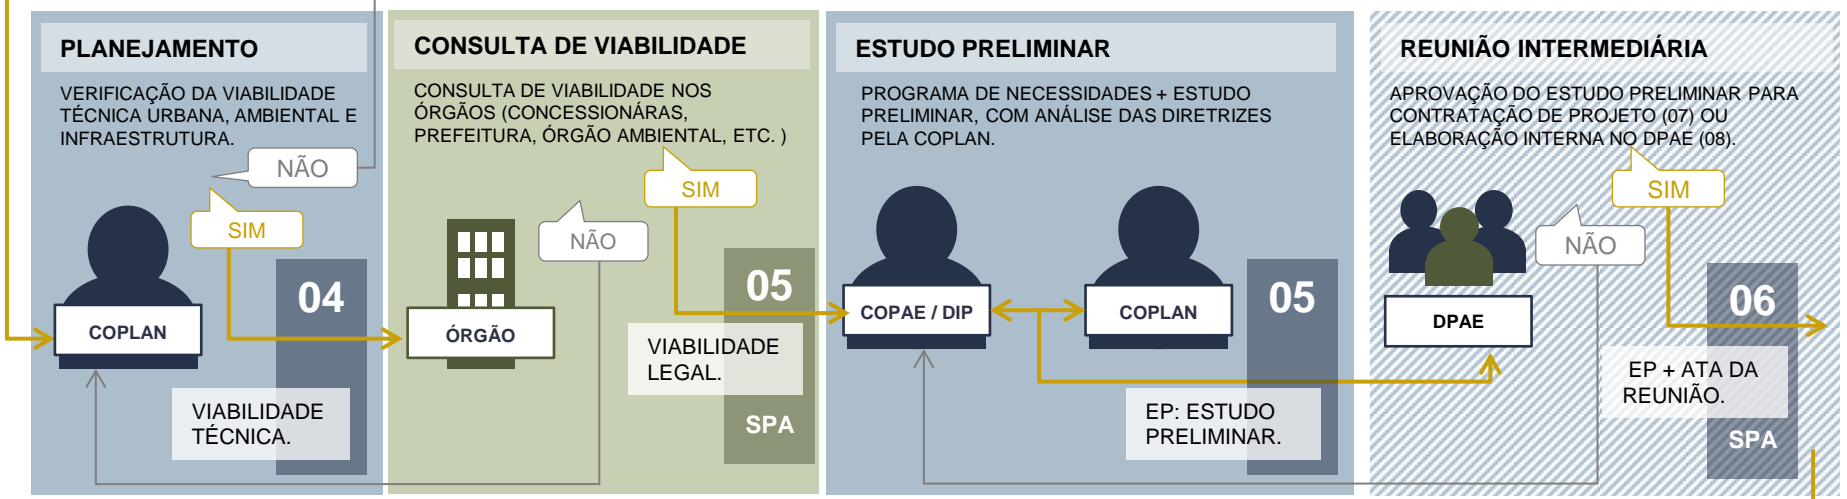 PLANEJAMENTO
VERIFICAÇÃO DA VIABILIDADE
TÉCNICA URBANA, AMBIENTAL E
INFRAESTRUTURA.
NÃO
SIM
04
COPLAN
VIABILIDADE
TÉCNICA.
CONSULTA DE VIABILIDADE
CONSULTA DE VIABILIDADE NOS
ÓRGÃOS (CONCESSIONÁRAS,
PREFEITURA, ÓRGÃO AMBIENTAL, ETC. )
SIM
NÃO
05
ÓRGÃO
VIABILIDADE
LEGAL.
SPA
ESTUDO PRELIMINAR
PROGRAMA DE NECESSIDADES + ESTUDO
PRELIMINAR, COM ANÁLISE DAS DIRETRIZES
PELA COPLAN.
05
COPAE / DIP
COPLAN
EP: ESTUDO
PRELIMINAR.
REUNIÃO INTERMEDIÁRIA
APROVAÇÃO DO ESTUDO PRELIMINAR PARA
CONTRATAÇÃO DE PROJETO (07) OU
ELABORAÇÃO INTERNA NO DPAE (08).
SIM
NÃO
06
DPAE
EP + ATA DA
REUNIÃO.
SPA